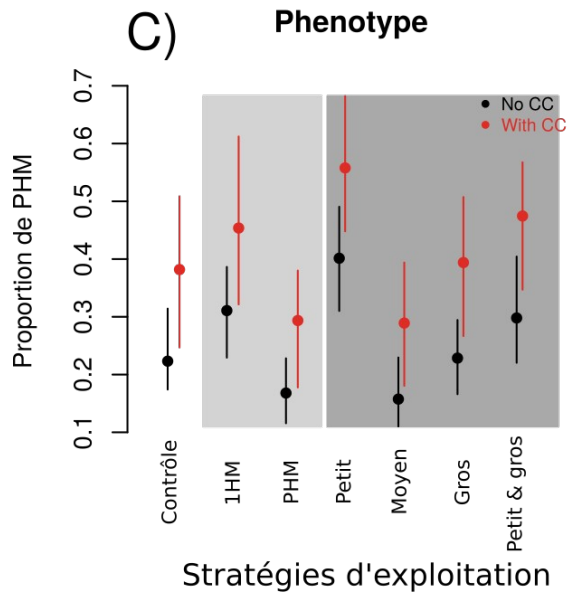 C)
Phenotype
No CC
With CC
Proportion de PHM
0.7
0.6
0.5
0.4
0.3
0.2
0.1
Contrôle
1HM
PHM
Petit
Moyen
Gros
Petit & gros
Stratégies d'exploitation